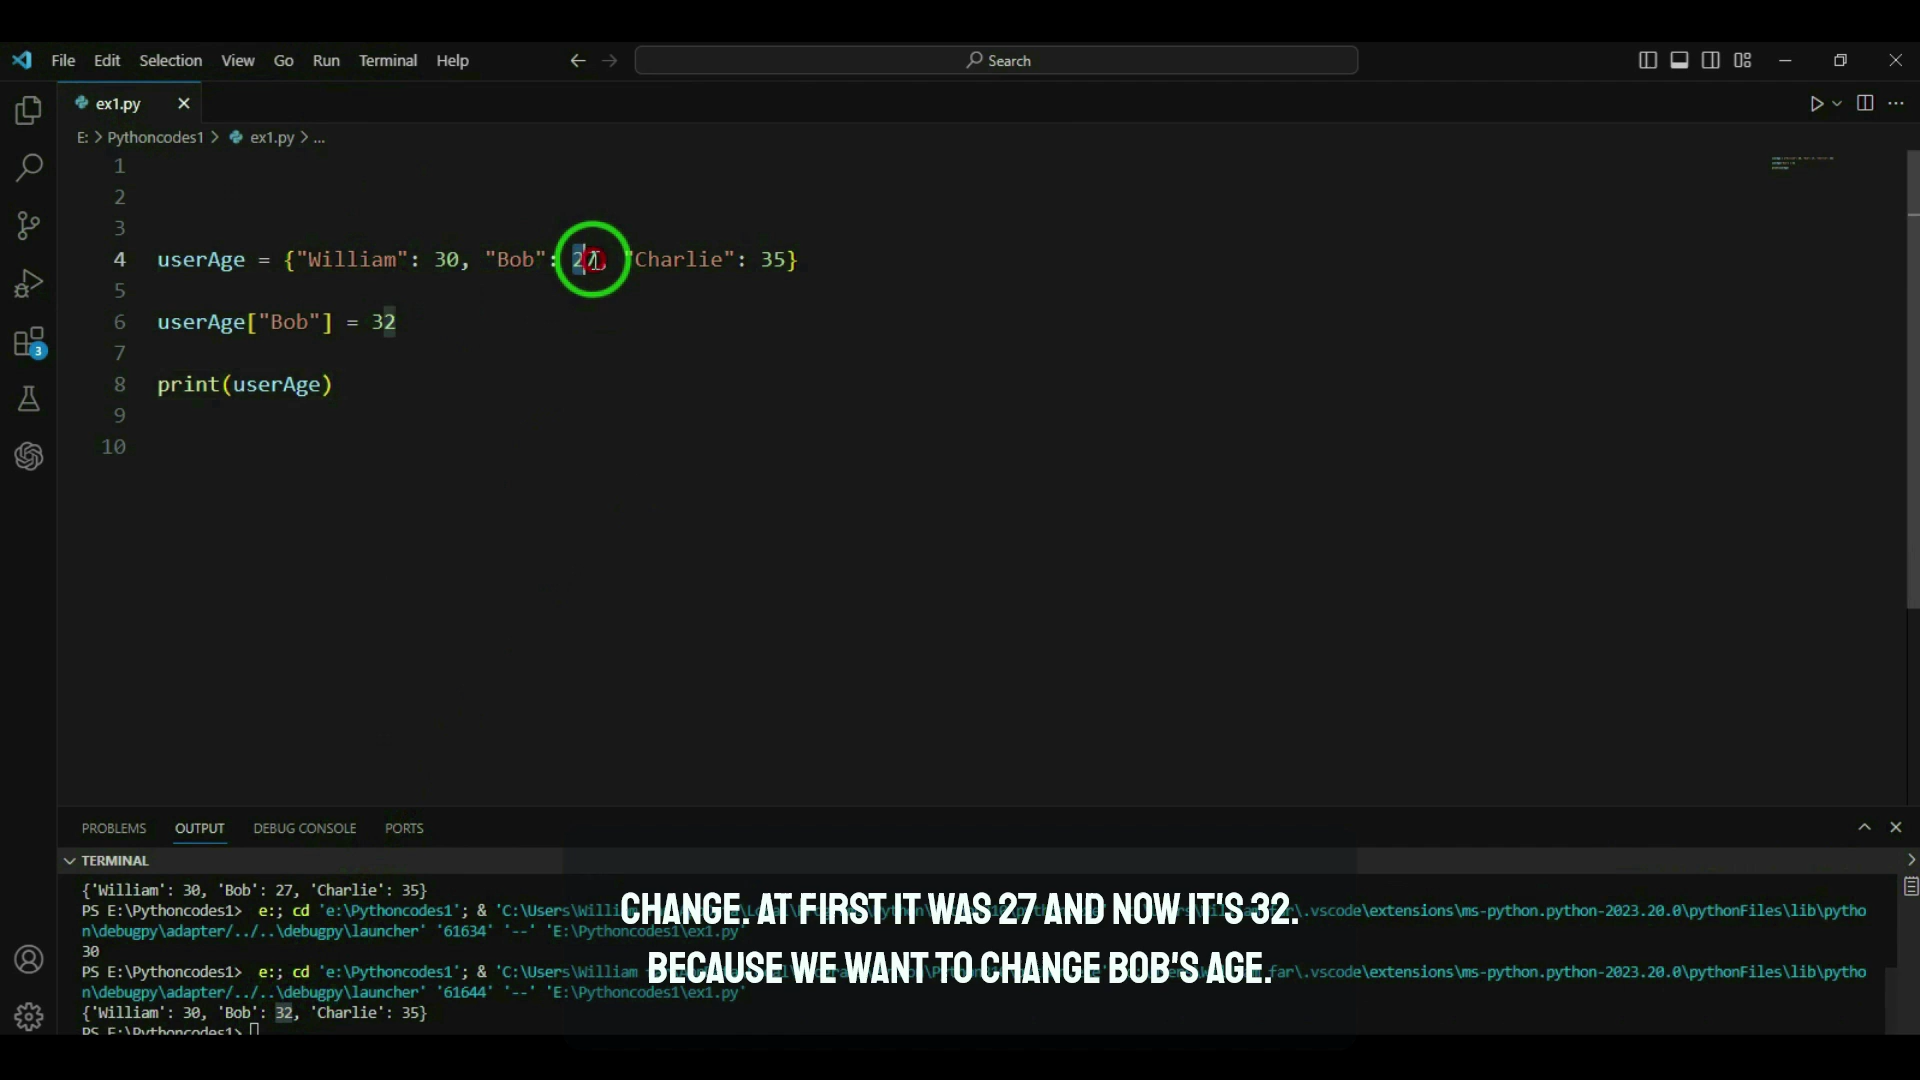 File Edit Selection View Go Run Terminal Help
Search
ex1.py
E: > Pythoncodes1 > ex1.py > ...
1
2
3
4 userAge = {"William": 30, "Bob": 27, "Charlie": 35}
5
6 userAge["Bob"] = 32
7
8 print(userAge)
9
10
3
PROBLEMS OUTPUT DEBUG CONSOLE PORTS
TERMINAL
{'William': 30, 'Bob': 27, 'Charlie': 35}
PS E:\Pythoncodes1> e:; cd 'e:\Pythoncodes1'; & 'C:\Users\William .vscode\extensions\ms-python.python-2023.20.0\pythonFiles\lib\pytho
n\debugpy\adapter/../..\debugpy\launcher' '61634' '--' 'E:\Pythoncodes1\ex1.py'
30
PS E:\Pythoncodes1> e:; cd 'e:\Pythoncodes1'; & 'C:\Users\William far\.vscode\extensions\ms-python.python-2023.20.0\pythonFiles\lib\pytho
n\debugpy\adapter/../..\debugpy\launcher' '61644' '--' 'E:\Pythoncodes1\ex1.py'
{'William': 30, 'Bob': 32, 'Charlie': 35}
PS E:\Pythoncodes1>
CHANGE. AT FIRST IT WAS 27 AND NOW IT'S 32.
BECAUSE WE WANT TO CHANGE BOB'S AGE.